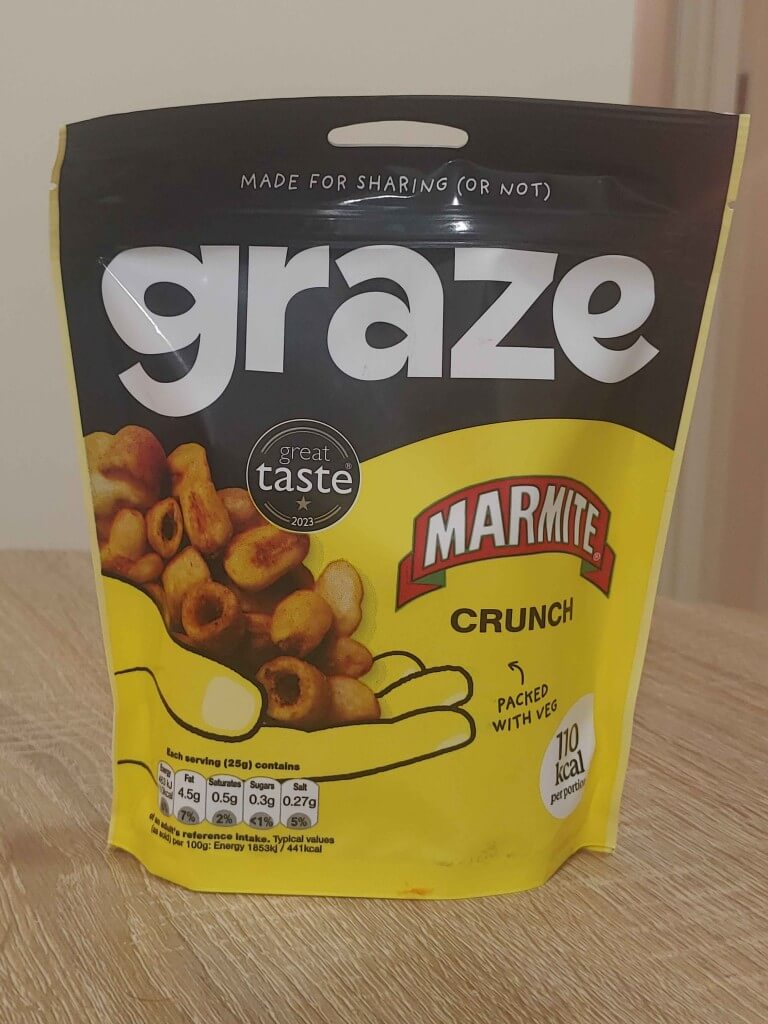 MADE FOR SHARING (OR NOT)
graze
great
taste®
2023
MARMITE®
CRUNCH
PACKED
WITH VEG
110
kcal
per portion
Each serving (25g) contains
Energy Fat Saturates Sugars Salt
4.5g 0.5g 0.3g 0.27g
7% 2% <1% 5%
of an adult's reference intake. Typical values
(as sold) per 100g: Energy 1853kj / 441kcal